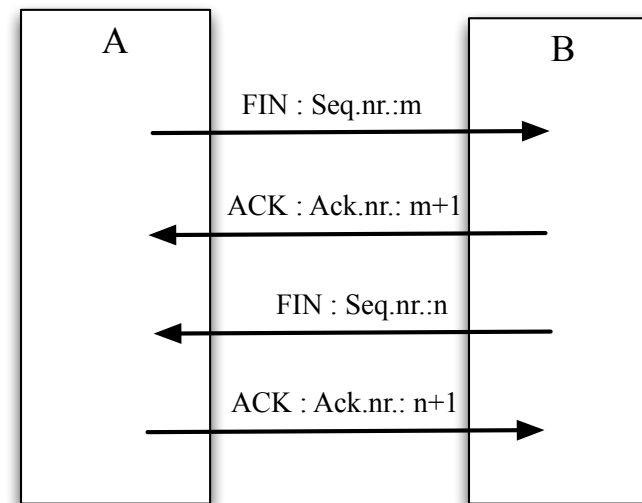 A
B
FIN : Seq.nr.:m
ACK : Ack.nr.: m+1
FIN : Seq.nr.:n
ACK : Ack.nr.: n+1